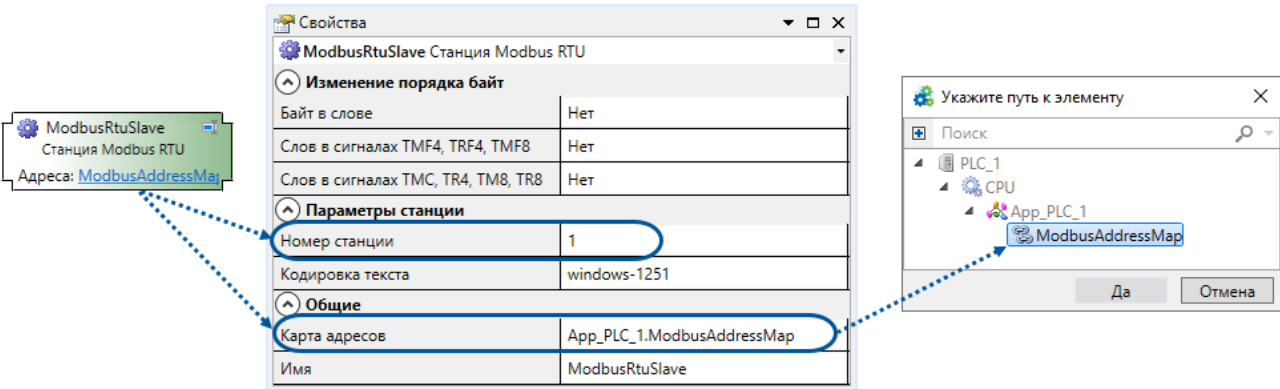 ModbusRtuSlave
Станция Modbus RTU
Адреса: ModbusAddressMap
Свойства
ModbusRtuSlave Станция Modbus RTU
Изменение порядка байт
Байт в слове Нет
Слов в сигналах TMF4, TRF4, TMF8 Нет
Слов в сигналах TMC, TR4, TM8, TR8 Нет
Параметры станции
Номер станции 1
Кодировка текста windows-1251
Общие
Карта адресов App_PLC_1.ModbusAddressMap
Имя ModbusRtuSlave
Укажите путь к элементу
Поиск
PLC_1
CPU
App_PLC_1
ModbusAddressMap
Да Отмена